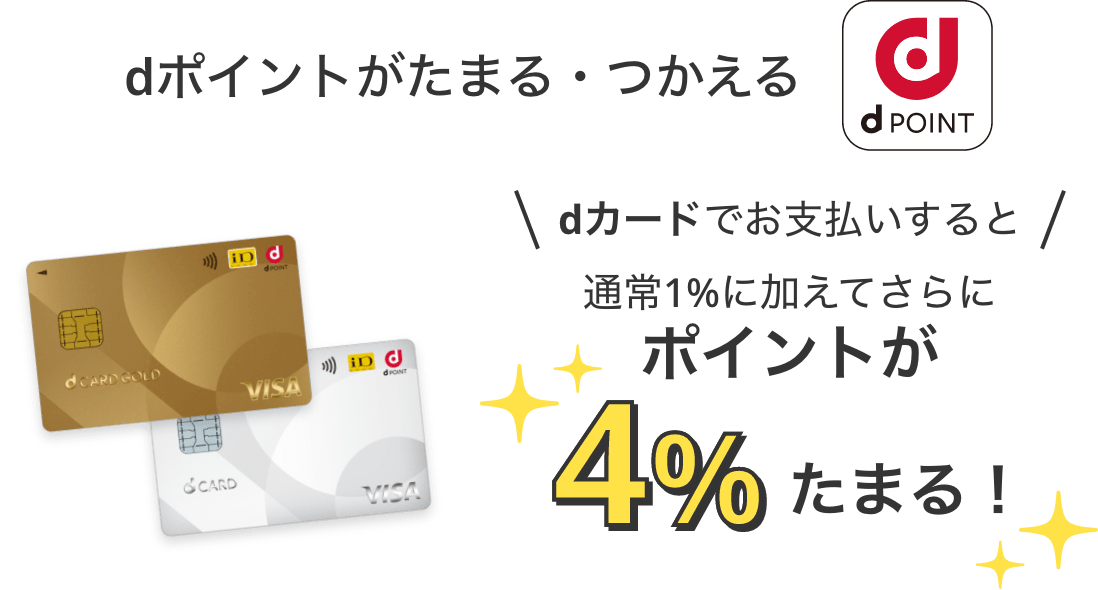 dポイントがたまる・つかえる
d
d POINT
dカードでお支払いすると
通常1%に加えてさらに
ポイントが
4%たまる！
iD
d POINT
d CARD GOLD
VISA
iD
d POINT
d CARD
VISA